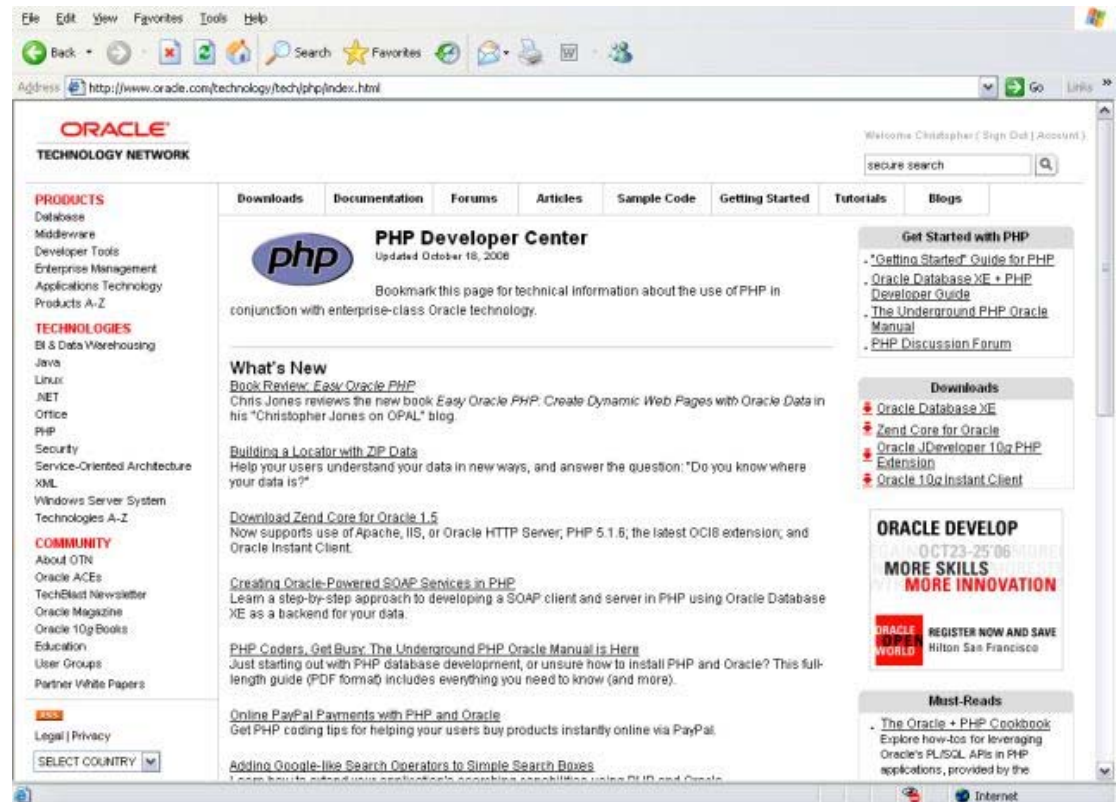 File Edit View Favorites Tools Help
Back Search Favorites
Address http://www.oracle.com/technology/tech/php/index.html Go Links
ORACLE
TECHNOLOGY NETWORK
Welcome Christopher ( Sign Out | Account )
secure search
PRODUCTS
Database
Middleware
Developer Tools
Enterprise Management
Applications Technology
Products A-Z
TECHNOLOGIES
BI & Data Warehousing
Java
Linux
.NET
Office
PHP
Security
Service-Oriented Architecture
XML
Windows Server System
Technologies A-Z
COMMUNITY
About OTN
Oracle ACEs
TechBlast Newsletter
Oracle Magazine
Oracle 10g Books
Education
User Groups
Partner White Papers
RSS
Legal | Privacy
SELECT COUNTRY
Downloads Documentation Forums Articles Sample Code Getting Started Tutorials Blogs
php
PHP Developer Center
Updated October 18, 2006
Bookmark this page for technical information about the use of PHP in
conjunction with enterprise-class Oracle technology.
What's New
Book Review: Easy Oracle PHP
Chris Jones reviews the new book Easy Oracle PHP: Create Dynamic Web Pages with Oracle Data in
his "Christopher Jones on OPAL" blog.
Building a Locator with ZIP Data
Help your users understand your data in new ways, and answer the question: "Do you know where
your data is?"
Download Zend Core for Oracle 1.5
Now supports use of Apache, IIS, or Oracle HTTP Server; PHP 5.1.6; the latest OCI8 extension; and
Oracle Instant Client.
Creating Oracle-Powered SOAP Services in PHP
Learn a step-by-step approach to developing a SOAP client and server in PHP using Oracle Database
XE as a backend for your data.
PHP Coders, Get Busy: The Underground PHP Oracle Manual is Here
Just starting out with PHP database development, or unsure how to install PHP and Oracle? This full-
length guide (PDF format) includes everything you need to know (and more).
Online PayPal Payments with PHP and Oracle
Get PHP coding tips for helping your users buy products instantly online via PayPal.
Adding Google-like Search Operators to Simple Search Boxes
Learn how to extend your application's searching capabilities using PHP and Oracle
Get Started with PHP
"Getting Started" Guide for PHP
Oracle Database XE + PHP
Developer Guide
The Underground PHP Oracle
Manual
PHP Discussion Forum
Downloads
Oracle Database XE
Zend Core for Oracle
Oracle JDeveloper 10g PHP
Extension
Oracle 10g Instant Client
ORACLE DEVELOP
OCT23-25'06
MORE SKILLS
MORE INNOVATION
ORACLE
OPEN
WORLD
REGISTER NOW AND SAVE
Hilton San Francisco
Must-Reads
The Oracle + PHP Cookbook
Explore how-tos for leveraging
Oracle's PL/SQL APIs in PHP
applications, provided by the
Internet